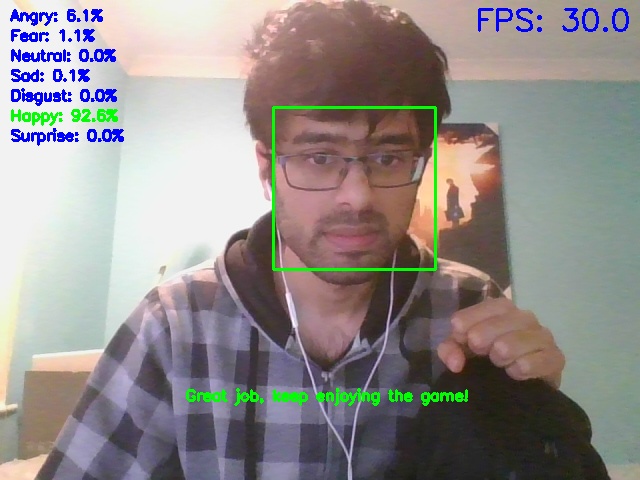 Angry: 6.1%
FPS: 30.0
Fear: 1.1%
Neutral: 0.0%
Sad: 0.1%
Disgust: 0.0%
Happy: 92.6%
Surprise: 0.0%
Great job, keep enjoying the game!